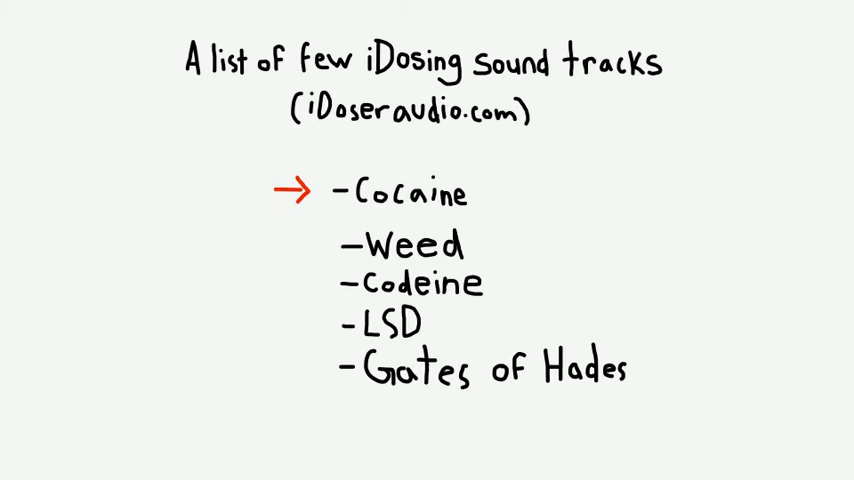 A list of few iDosing sound tracks
(iDoseraudio.com)
→ -Cocaine
-Weed
-Codeine
-LSD
-Gates of Hades